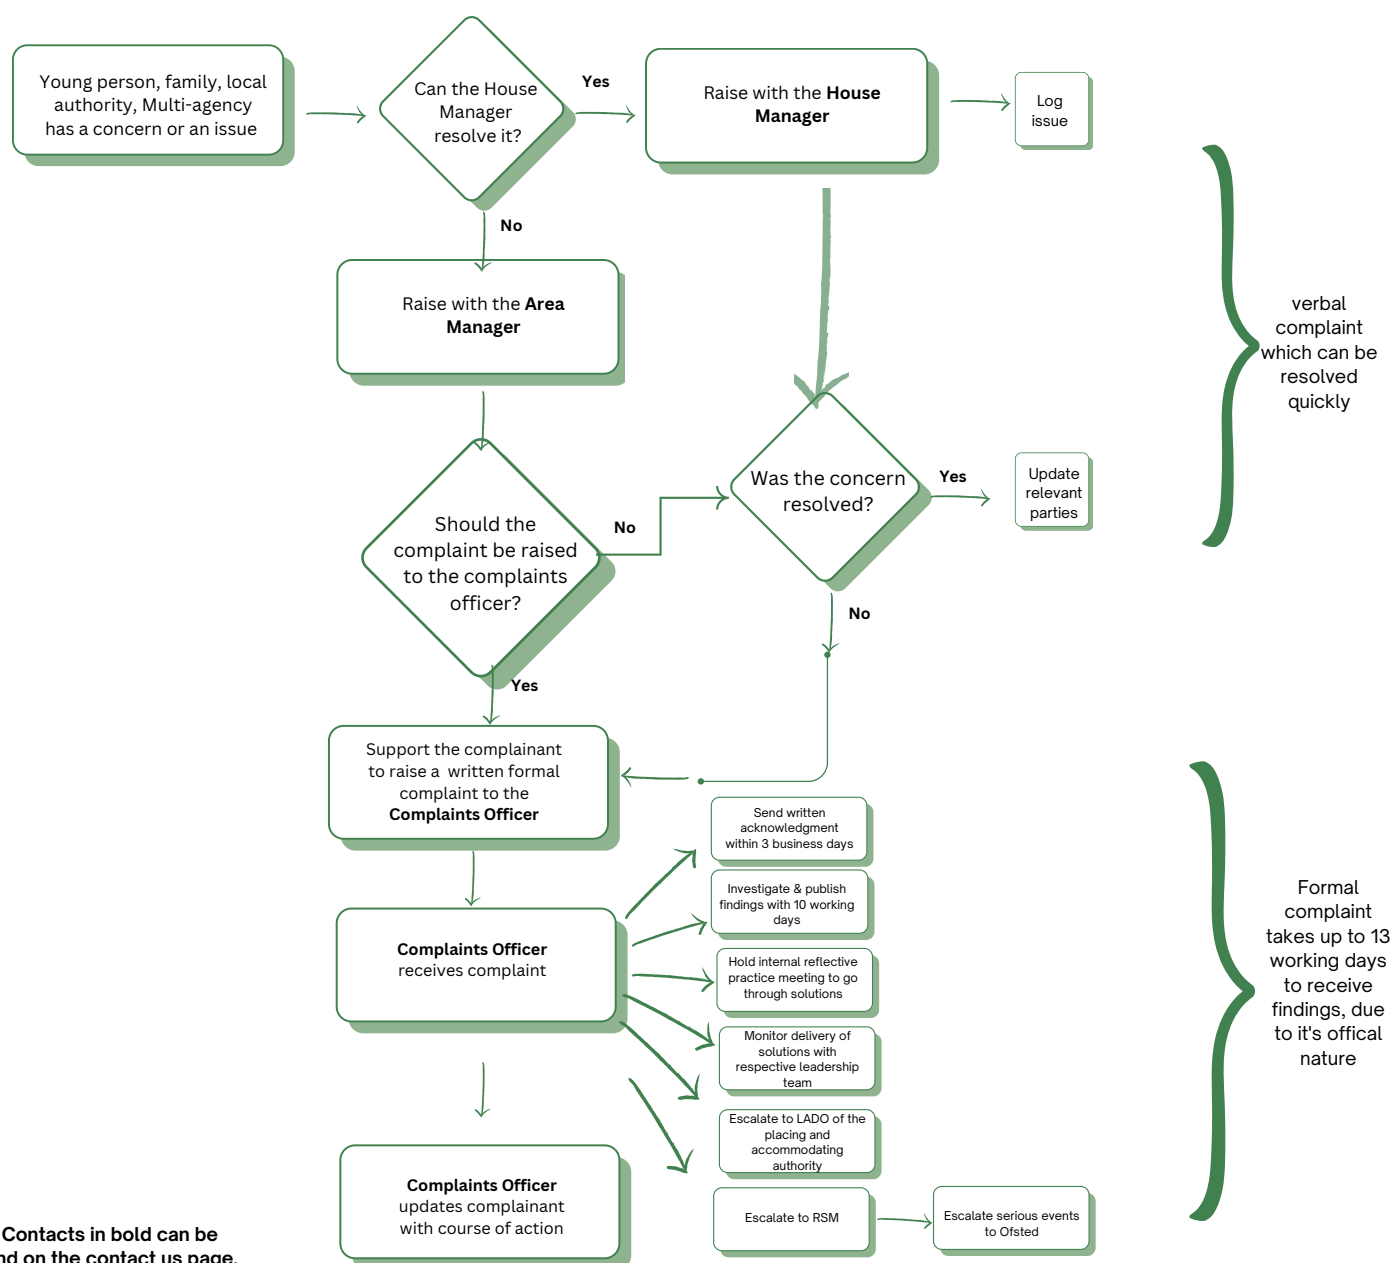 Young person, family, local
authority, Multi-agency
has a concern or an issue
Can the House
Manager
resolve it?
Yes
Raise with the House
Manager
Log
issue
No
Raise with the Area
Manager
verbal
complaint
which can be
resolved
quickly
Should the
complaint be raised
to the complaints
officer?
No
Was the concern
resolved?
Yes
Update
relevant
parties
No
Yes
Support the complainant
to raise a written formal
complaint to the
Complaints Officer
Send written
acknowledgment
within 3 business days
Investigate & publish
findings with 10 working
days
Complaints Officer
receives complaint
Hold internal reflective
practice meeting to go
through solutions
Monitor delivery of
solutions with
respective leadership
team
Formal
complaint
takes up to 13
working days
to receive
findings, due
to it's offical
nature
Escalate to LADO of the
placing and
accommodating
authority
Complaints Officer
updates complainant
with course of action
Escalate to RSM
Escalate serious events
to Ofsted
Contacts in bold can be
on the contact us page.